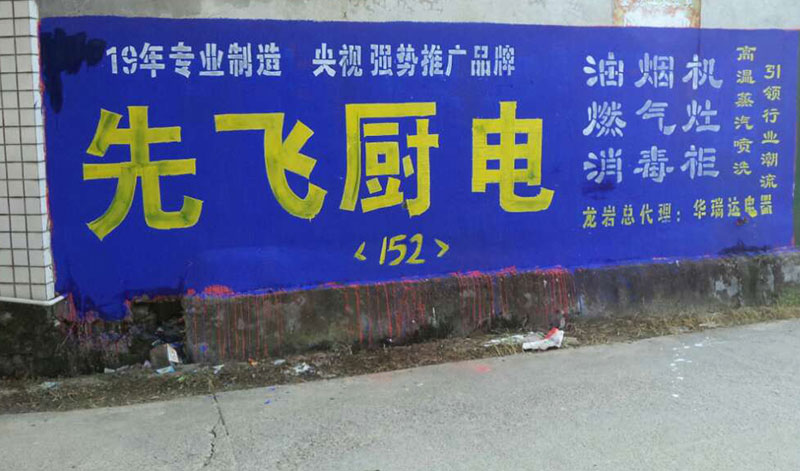 19年专业制造 央视强势推广品牌
先飞厨电
<152>
油烟机
燃气灶
消毒柜
高温蒸汽喷洗
引领行业潮流
龙岩总代理：华瑞达电器